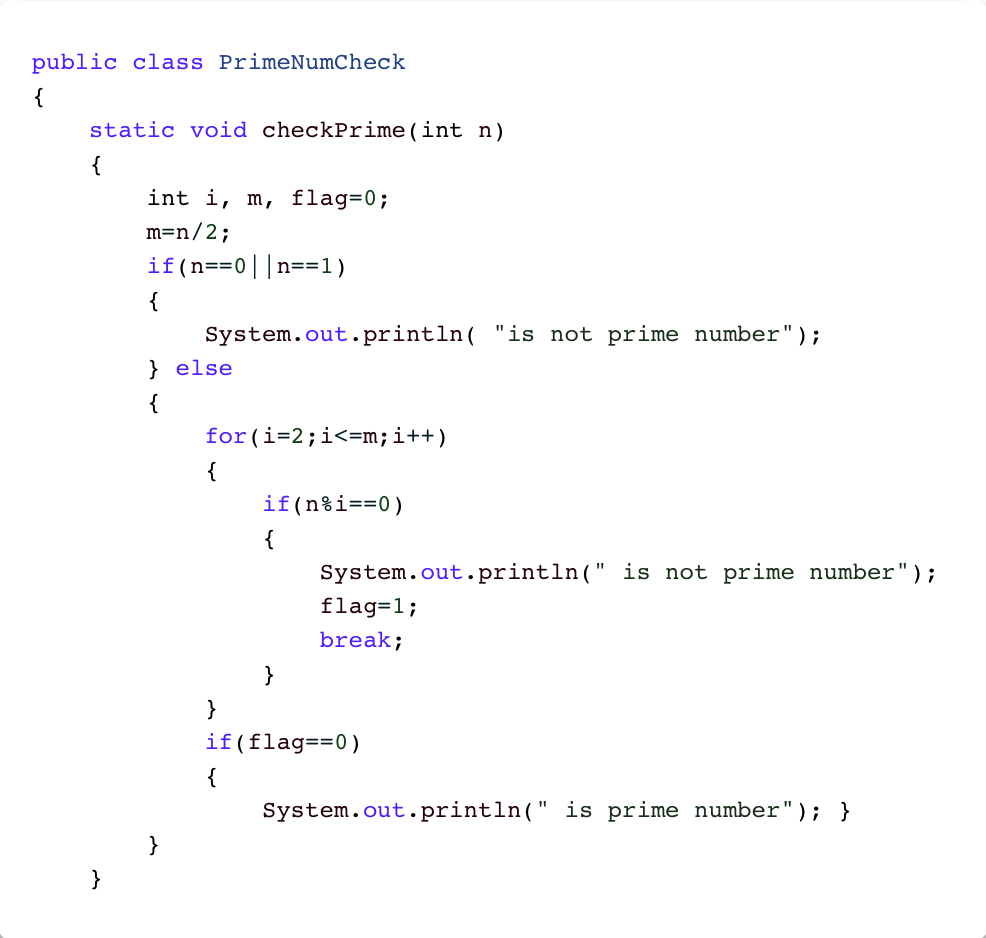 public class PrimeNumCheck
{
    static void checkPrime(int n)
    {
        int i, m, flag=0;
        m=n/2;
        if(n==0||n==1)
        {
            System.out.println( "is not prime number");
        } else
        {
            for(i=2;i<=m;i++)
            {
                if(n%i==0)
                {
                    System.out.println(" is not prime number");
                    flag=1;
                    break;
                }
            }
            if(flag==0)
            {
                System.out.println(" is prime number"); }
        }
    }